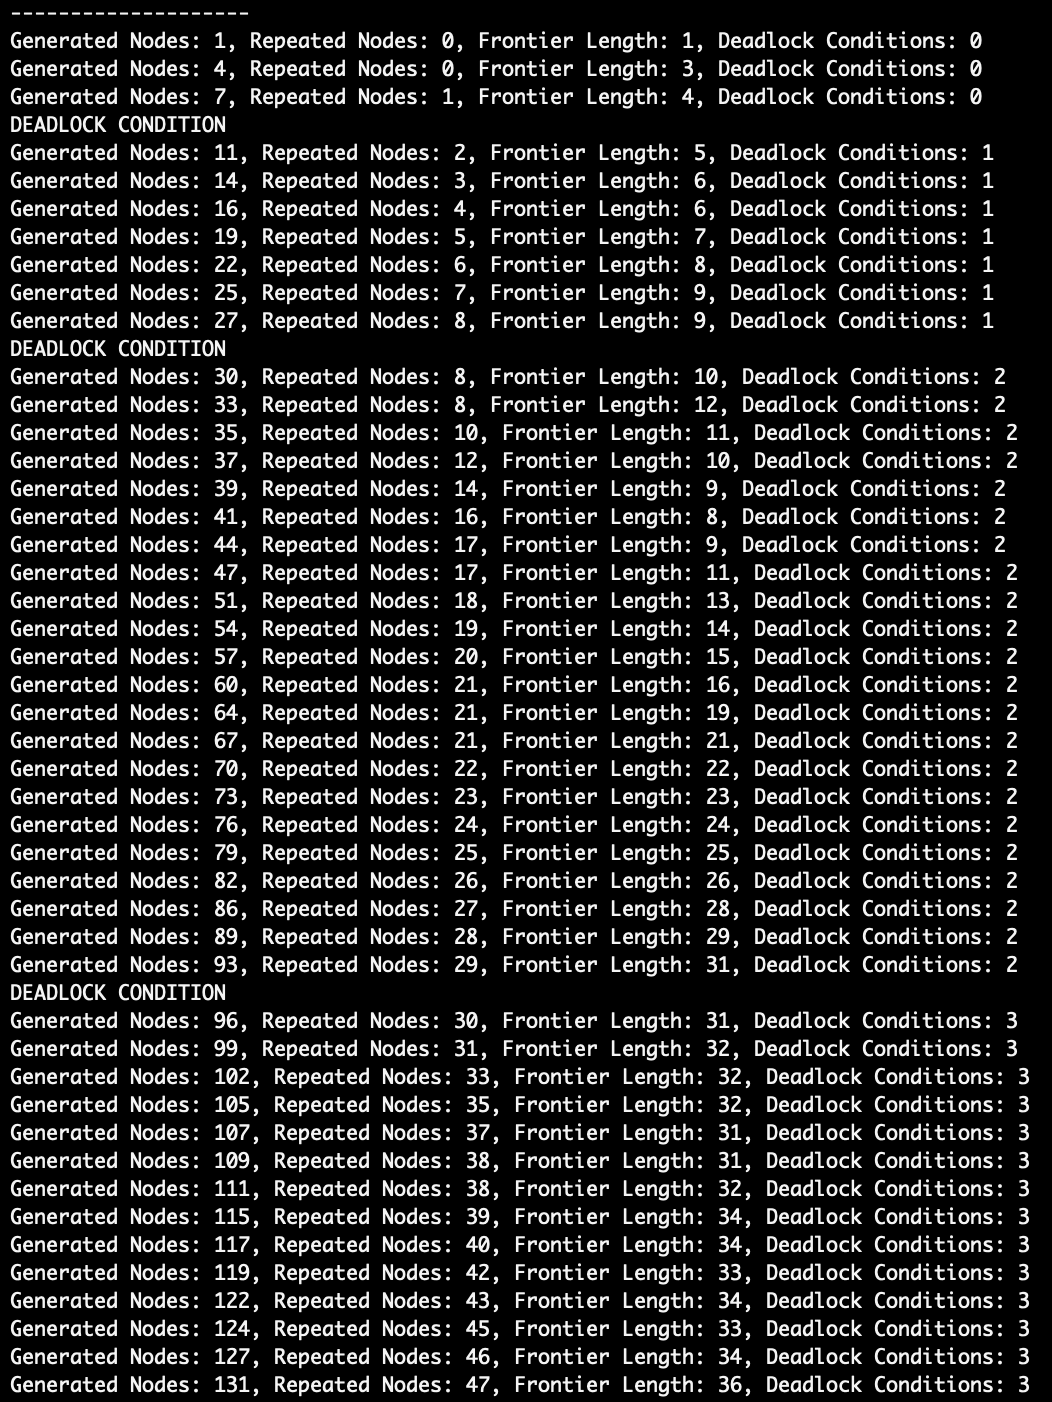 --------------------
Generated Nodes: 1, Repeated Nodes: 0, Frontier Length: 1, Deadlock Conditions: 0
Generated Nodes: 4, Repeated Nodes: 0, Frontier Length: 3, Deadlock Conditions: 0
Generated Nodes: 7, Repeated Nodes: 1, Frontier Length: 4, Deadlock Conditions: 0
DEADLOCK CONDITION
Generated Nodes: 11, Repeated Nodes: 2, Frontier Length: 5, Deadlock Conditions: 1
Generated Nodes: 14, Repeated Nodes: 3, Frontier Length: 6, Deadlock Conditions: 1
Generated Nodes: 16, Repeated Nodes: 4, Frontier Length: 6, Deadlock Conditions: 1
Generated Nodes: 19, Repeated Nodes: 5, Frontier Length: 7, Deadlock Conditions: 1
Generated Nodes: 22, Repeated Nodes: 6, Frontier Length: 8, Deadlock Conditions: 1
Generated Nodes: 25, Repeated Nodes: 7, Frontier Length: 9, Deadlock Conditions: 1
Generated Nodes: 27, Repeated Nodes: 8, Frontier Length: 9, Deadlock Conditions: 1
DEADLOCK CONDITION
Generated Nodes: 30, Repeated Nodes: 8, Frontier Length: 10, Deadlock Conditions: 2
Generated Nodes: 33, Repeated Nodes: 8, Frontier Length: 12, Deadlock Conditions: 2
Generated Nodes: 35, Repeated Nodes: 10, Frontier Length: 11, Deadlock Conditions: 2
Generated Nodes: 37, Repeated Nodes: 12, Frontier Length: 10, Deadlock Conditions: 2
Generated Nodes: 39, Repeated Nodes: 14, Frontier Length: 9, Deadlock Conditions: 2
Generated Nodes: 41, Repeated Nodes: 16, Frontier Length: 8, Deadlock Conditions: 2
Generated Nodes: 44, Repeated Nodes: 17, Frontier Length: 9, Deadlock Conditions: 2
Generated Nodes: 47, Repeated Nodes: 17, Frontier Length: 11, Deadlock Conditions: 2
Generated Nodes: 51, Repeated Nodes: 18, Frontier Length: 13, Deadlock Conditions: 2
Generated Nodes: 54, Repeated Nodes: 19, Frontier Length: 14, Deadlock Conditions: 2
Generated Nodes: 57, Repeated Nodes: 20, Frontier Length: 15, Deadlock Conditions: 2
Generated Nodes: 60, Repeated Nodes: 21, Frontier Length: 16, Deadlock Conditions: 2
Generated Nodes: 64, Repeated Nodes: 21, Frontier Length: 19, Deadlock Conditions: 2
Generated Nodes: 67, Repeated Nodes: 21, Frontier Length: 21, Deadlock Conditions: 2
Generated Nodes: 70, Repeated Nodes: 22, Frontier Length: 22, Deadlock Conditions: 2
Generated Nodes: 73, Repeated Nodes: 23, Frontier Length: 23, Deadlock Conditions: 2
Generated Nodes: 76, Repeated Nodes: 24, Frontier Length: 24, Deadlock Conditions: 2
Generated Nodes: 79, Repeated Nodes: 25, Frontier Length: 25, Deadlock Conditions: 2
Generated Nodes: 82, Repeated Nodes: 26, Frontier Length: 26, Deadlock Conditions: 2
Generated Nodes: 86, Repeated Nodes: 27, Frontier Length: 28, Deadlock Conditions: 2
Generated Nodes: 89, Repeated Nodes: 28, Frontier Length: 29, Deadlock Conditions: 2
Generated Nodes: 93, Repeated Nodes: 29, Frontier Length: 31, Deadlock Conditions: 2
DEADLOCK CONDITION
Generated Nodes: 96, Repeated Nodes: 30, Frontier Length: 31, Deadlock Conditions: 3
Generated Nodes: 99, Repeated Nodes: 31, Frontier Length: 32, Deadlock Conditions: 3
Generated Nodes: 102, Repeated Nodes: 33, Frontier Length: 32, Deadlock Conditions: 3
Generated Nodes: 105, Repeated Nodes: 35, Frontier Length: 32, Deadlock Conditions: 3
Generated Nodes: 107, Repeated Nodes: 37, Frontier Length: 31, Deadlock Conditions: 3
Generated Nodes: 109, Repeated Nodes: 38, Frontier Length: 31, Deadlock Conditions: 3
Generated Nodes: 111, Repeated Nodes: 38, Frontier Length: 32, Deadlock Conditions: 3
Generated Nodes: 115, Repeated Nodes: 39, Frontier Length: 34, Deadlock Conditions: 3
Generated Nodes: 117, Repeated Nodes: 40, Frontier Length: 34, Deadlock Conditions: 3
Generated Nodes: 119, Repeated Nodes: 42, Frontier Length: 33, Deadlock Conditions: 3
Generated Nodes: 122, Repeated Nodes: 43, Frontier Length: 34, Deadlock Conditions: 3
Generated Nodes: 124, Repeated Nodes: 45, Frontier Length: 33, Deadlock Conditions: 3
Generated Nodes: 127, Repeated Nodes: 46, Frontier Length: 34, Deadlock Conditions: 3
Generated Nodes: 131, Repeated Nodes: 47, Frontier Length: 36, Deadlock Conditions: 3